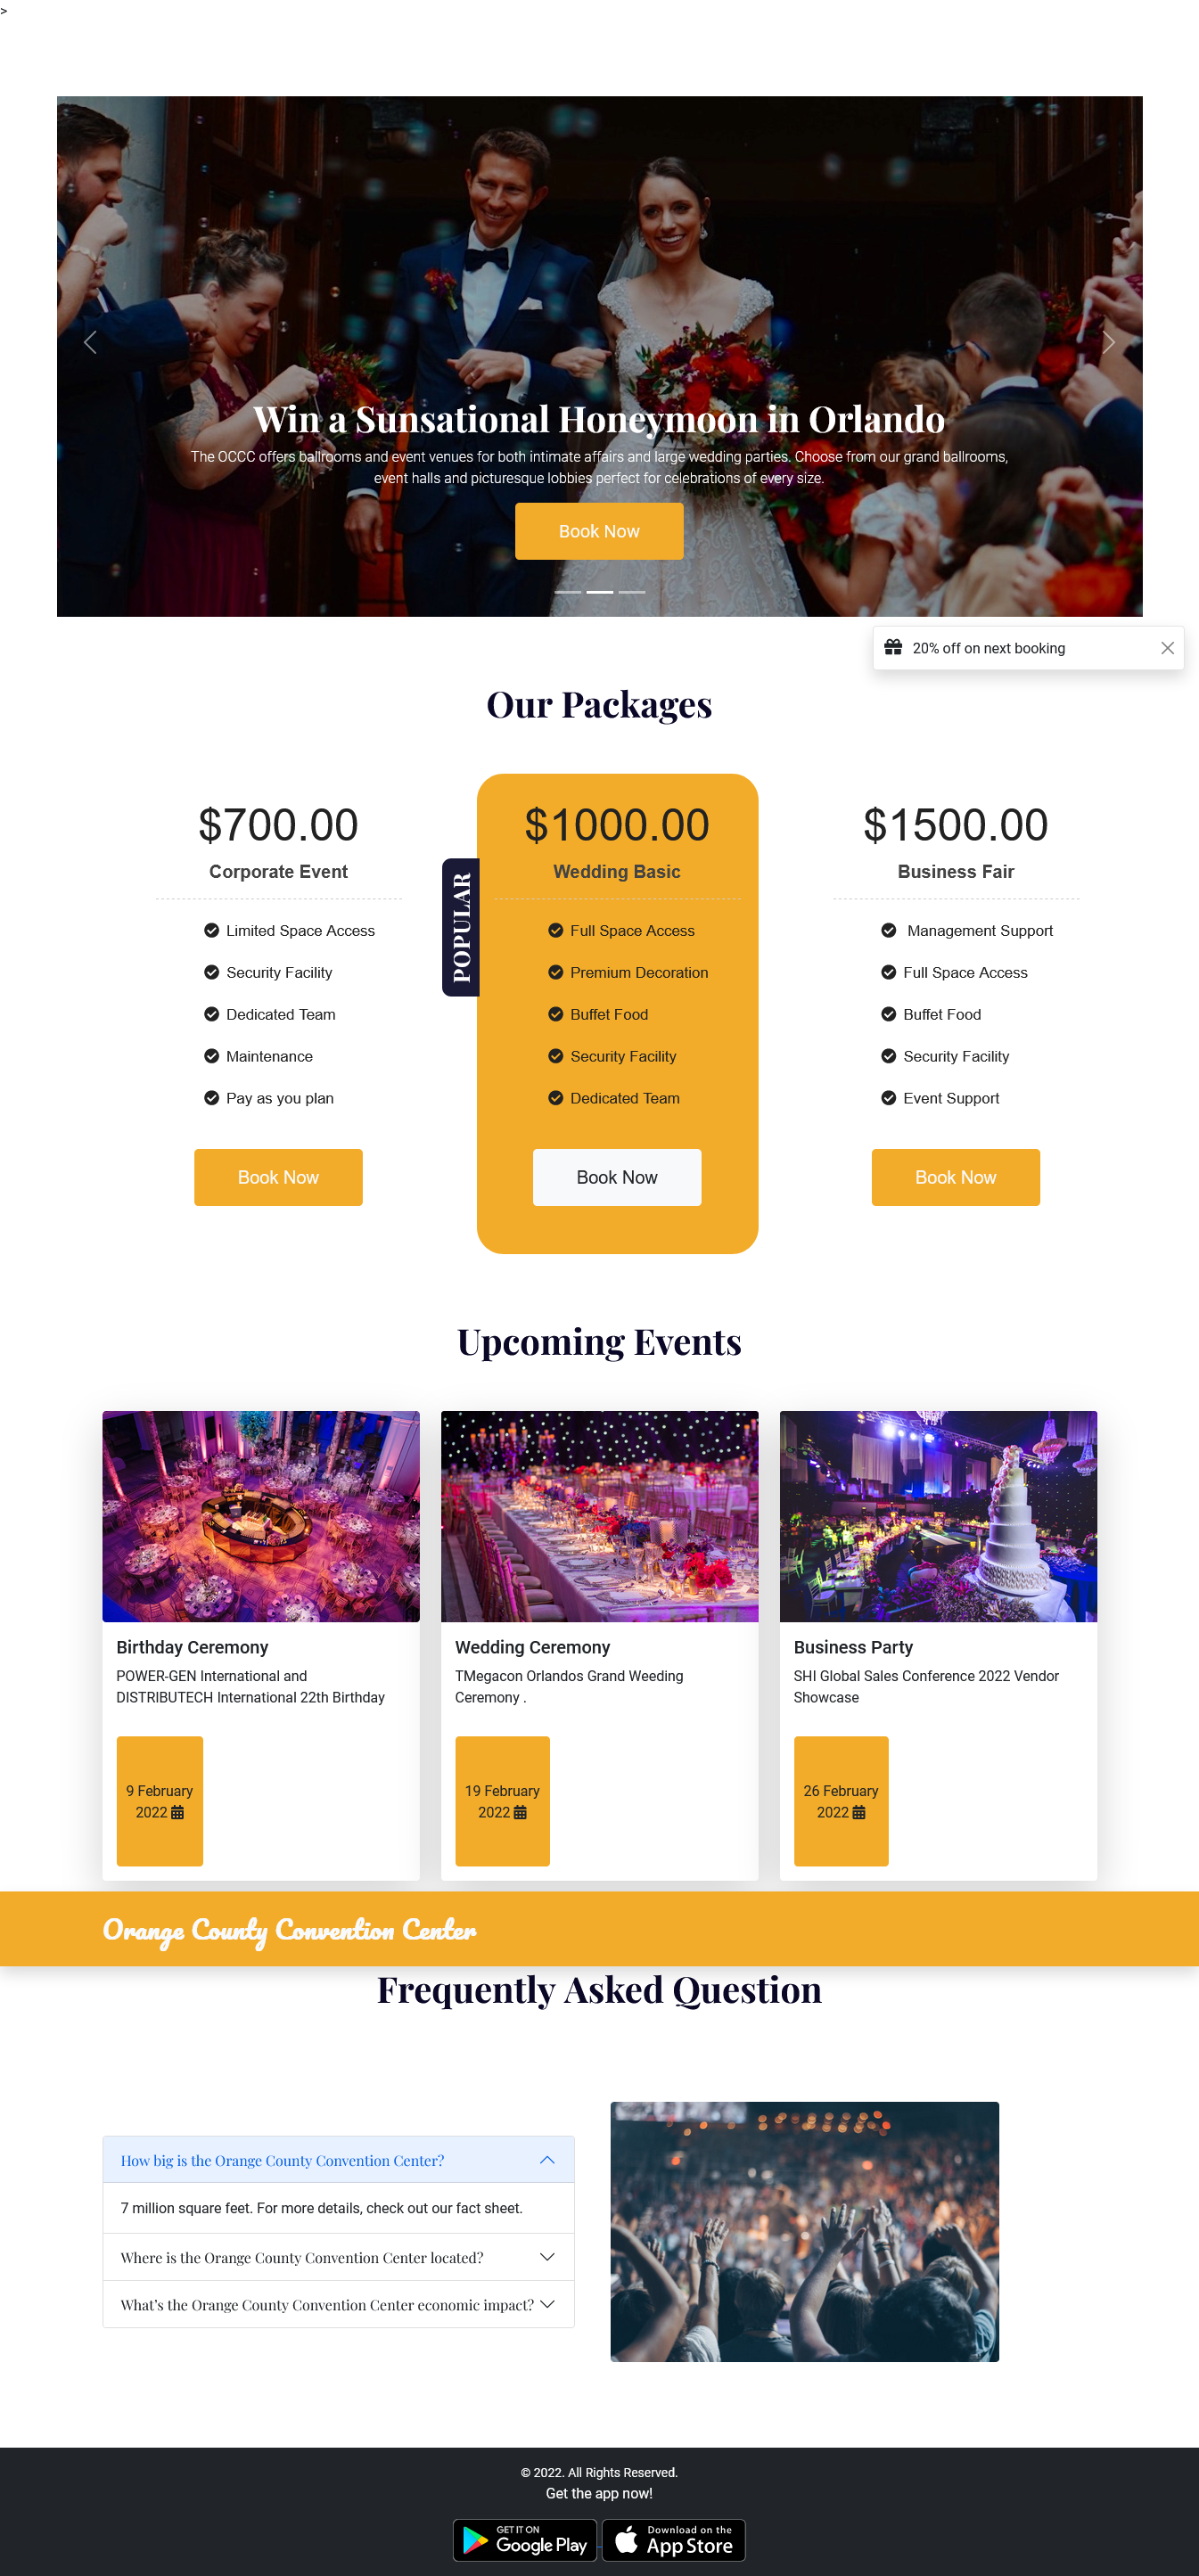 >
Win a Sunsational Honeymoon in Orlando
The OCCC offers ballrooms and event venues for both intimate affairs and large wedding parties. Choose from our grand ballrooms,
event halls and picturesque lobbies perfect for celebrations of every size.
Book Now
20% off on next booking
Our Packages
$700.00
Corporate Event
Limited Space Access
Security Facility
Dedicated Team
Maintenance
Pay as you plan
Book Now
POPULAR
$1000.00
Wedding Basic
Full Space Access
Premium Decoration
Buffet Food
Security Facility
Dedicated Team
Book Now
$1500.00
Business Fair
Management Support
Full Space Access
Buffet Food
Security Facility
Event Support
Book Now
Upcoming Events
Birthday Ceremony
POWER-GEN International and
DISTRIBUTECH International 22th Birthday
9 February
2022
Wedding Ceremony
TMegacon Orlandos Grand Weeding
Ceremony .
19 February
2022
Business Party
SHI Global Sales Conference 2022 Vendor
Showcase
26 February
2022
Orange County Convention Center
Frequently Asked Question
How big is the Orange County Convention Center?
7 million square feet. For more details, check out our fact sheet.
Where is the Orange County Convention Center located?
What's the Orange County Convention Center economic impact?
© 2022. All Rights Reserved.
Get the app now!
GET IT ON
Google Play
Download on the
App Store